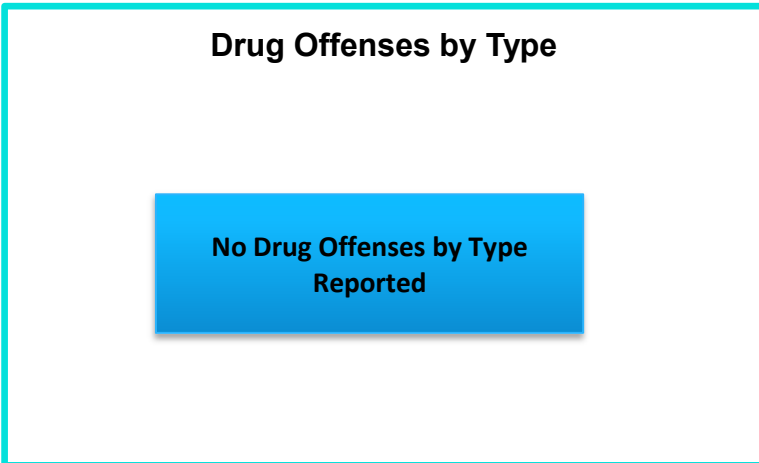 Drug Offenses by Type
No Drug Offenses by Type
Reported